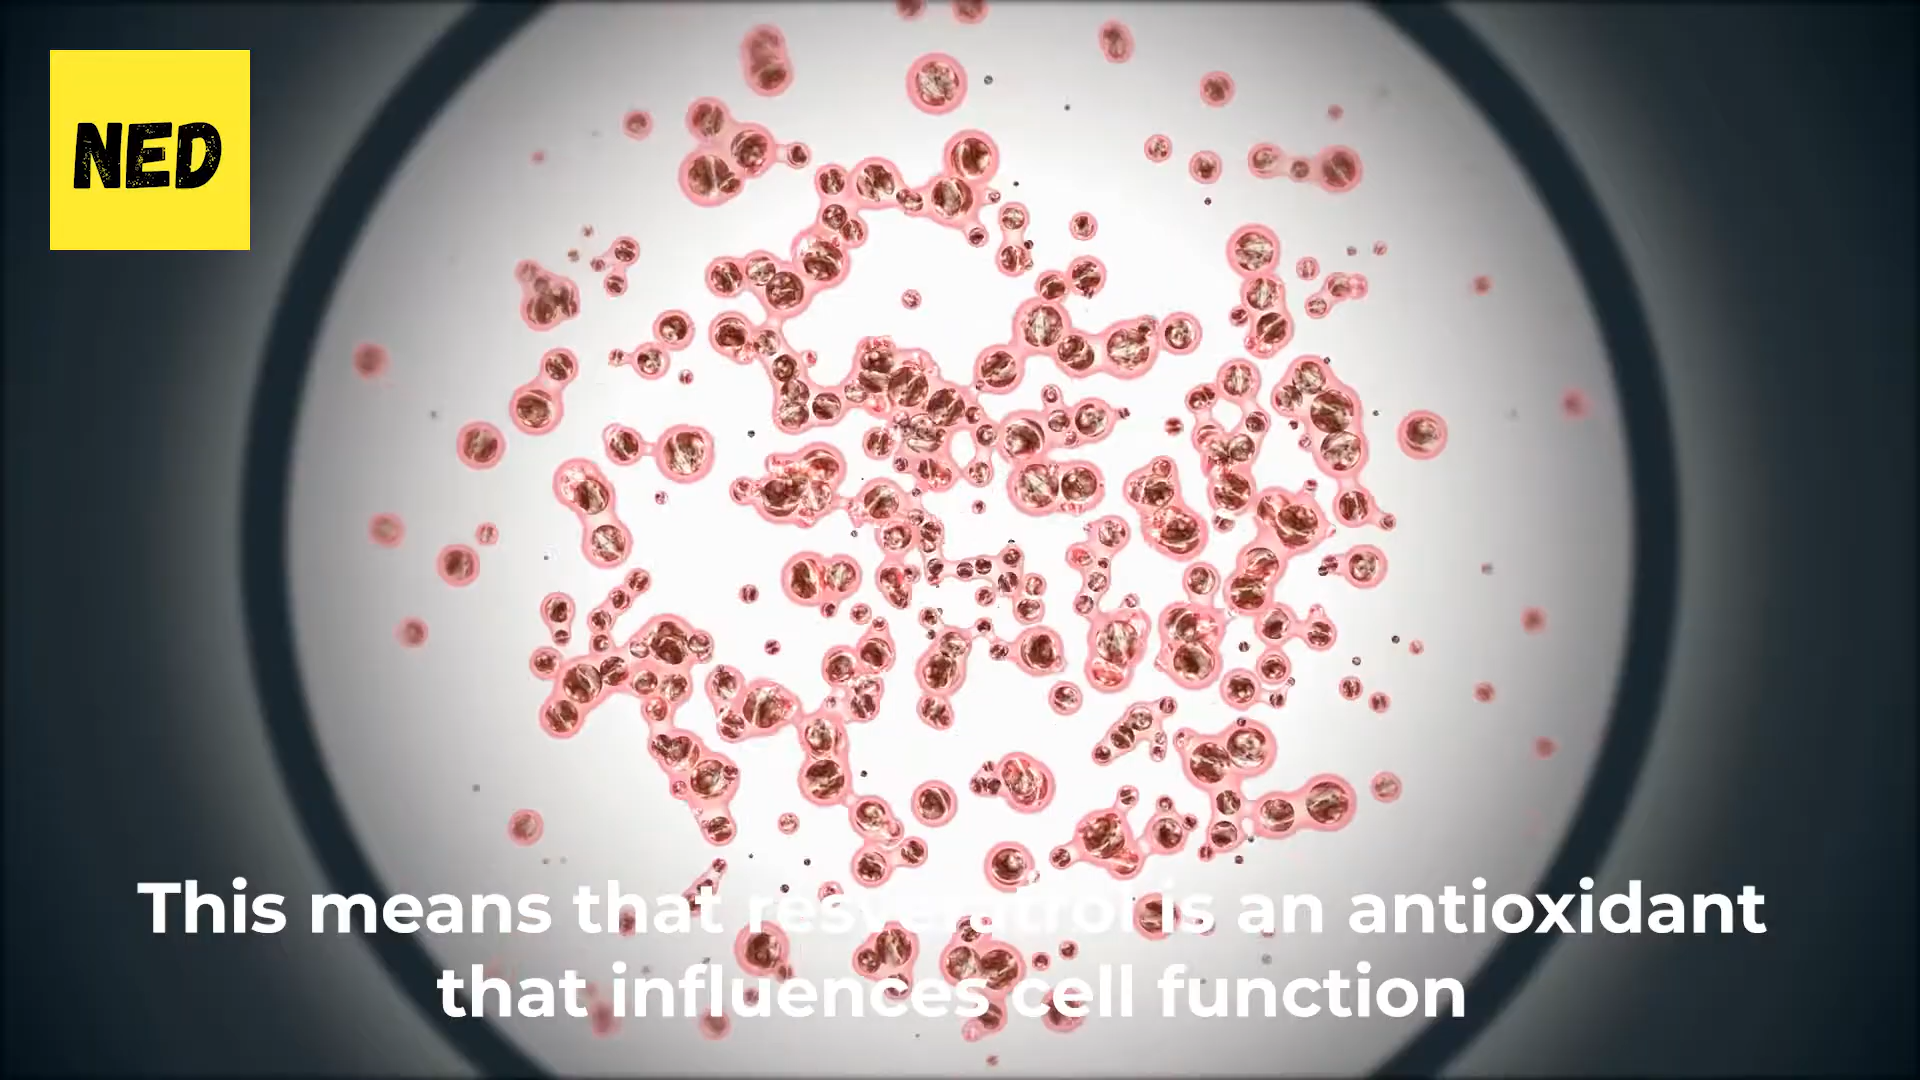 NED
This means that resveratrol is an antioxidant
that influences cell function